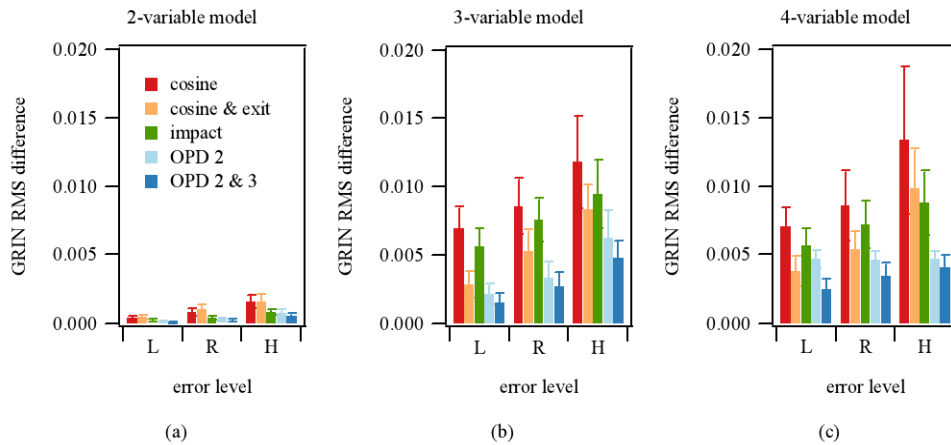 2-variable model
3-variable model
4-variable model
GRIN RMS difference
0.020
0.015
0.010
0.005
0.000
cosine
cosine & exit
impact
OPD 2
OPD 2 & 3
L R H
error level
(a)
GRIN RMS difference
0.020
0.015
0.010
0.005
0.000
L R H
error level
(b)
GRIN RMS difference
0.020
0.015
0.010
0.005
0.000
L R H
error level
(c)